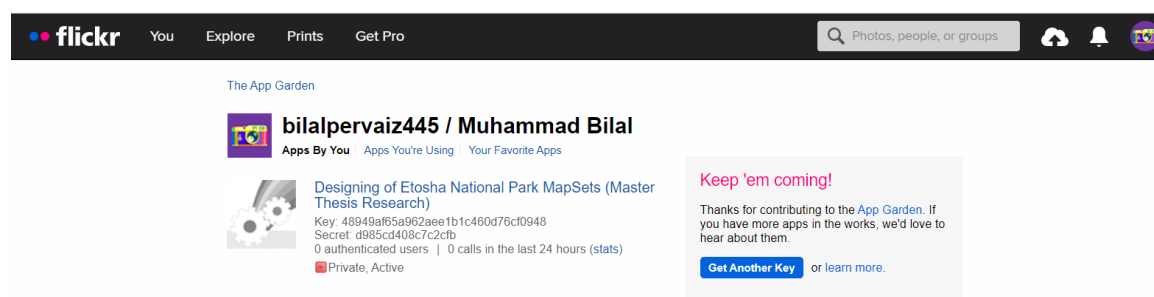 flickr You Explore Prints Get Pro Photos, people, or groups
The App Garden
bilalpervaiz445 / Muhammad Bilal
Apps By You Apps You're Using Your Favorite Apps
Designing of Etosha National Park MapSets (Master
Thesis Research)
Key: 48949af65a962aee1b1c460d76cf0948
Secret: d985cd408c7c2cfb
0 authenticated users | 0 calls in the last 24 hours (stats)
Private, Active
Keep 'em coming!
Thanks for contributing to the App Garden. If
you have more apps in the works, we'd love to
hear about them.
Get Another Key or learn more.